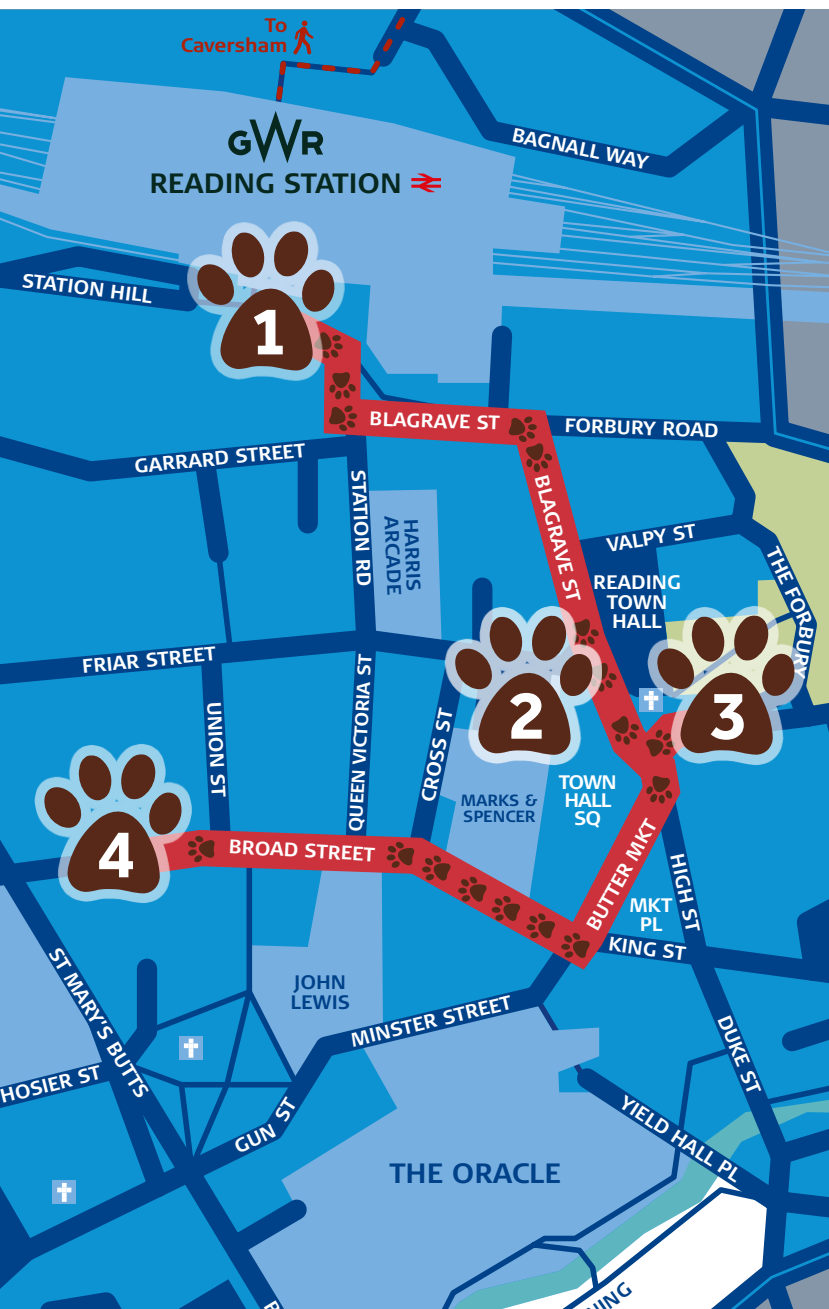 To
Caversham
BAGNALL WAY
GWR
READING STATION
STATION HILL
1
BLAGRAVE ST
FORBURY ROAD
GARRARD STREET
STATION RD
HARRIS
ARCADE
BLAGRAVE ST
VALPY ST
THE FORBURY
READING
TOWN
HALL
FRIAR STREET
2
3
UNION ST
QUEEN VICTORIA ST
CROSS ST
MARKS &
SPENCER
TOWN
HALL
SQ
4
BROAD STREET
BUTTER MKT
HIGH ST
MKT
PL
KING ST
ST MARY'S BUTTS
JOHN
LEWIS
MINSTER STREET
DUKE ST
HOSIER ST
GUN ST
YIELD HALL PL
THE ORACLE
NING